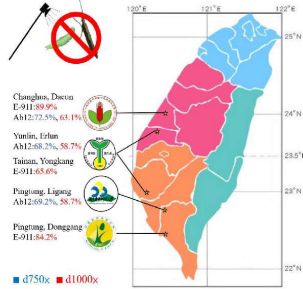 120°E 121°E 122°E
25°N
24°N
23.5°N
23°N
22°N
Changhua, Dacun
E-911:89.9%
Ab12:72.5%, 63.1%
Yunlin, Erlun
Ab12:68.2%, 58.7%
Tainan, Yongkang
E-911:65.6%
Pingtung, Ligang
Ab12:69.2%, 58.7%
Pingtung, Donggang
E-911:84.2%
d750x d1000x